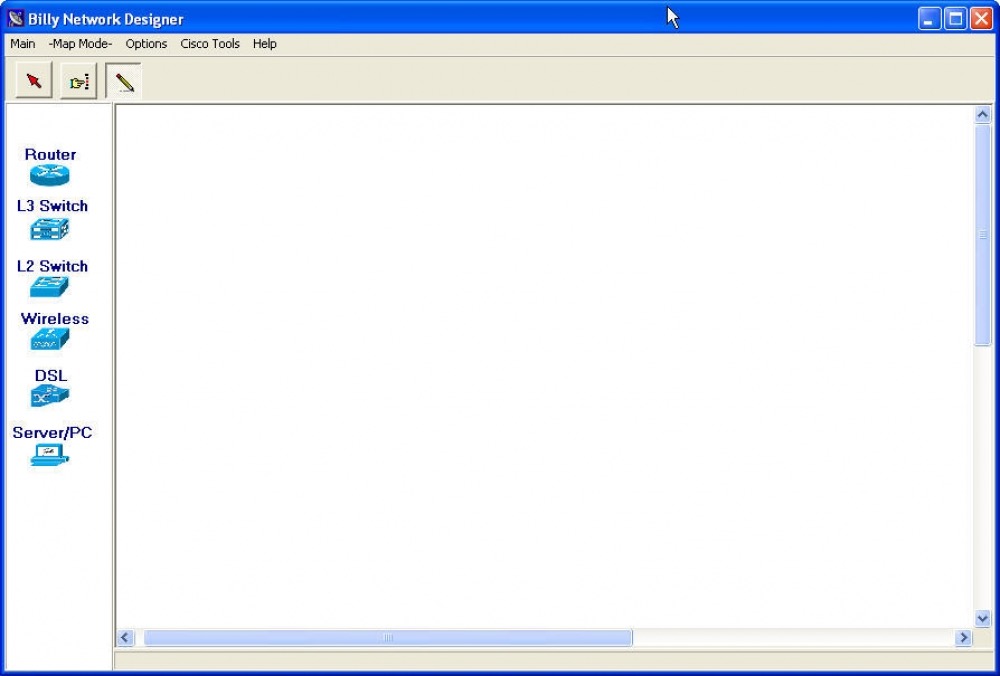 Billy Network Designer
Main -Map Mode- Options Cisco Tools Help
Router
L3 Switch
L2 Switch
Wireless
DSL
Server/PC